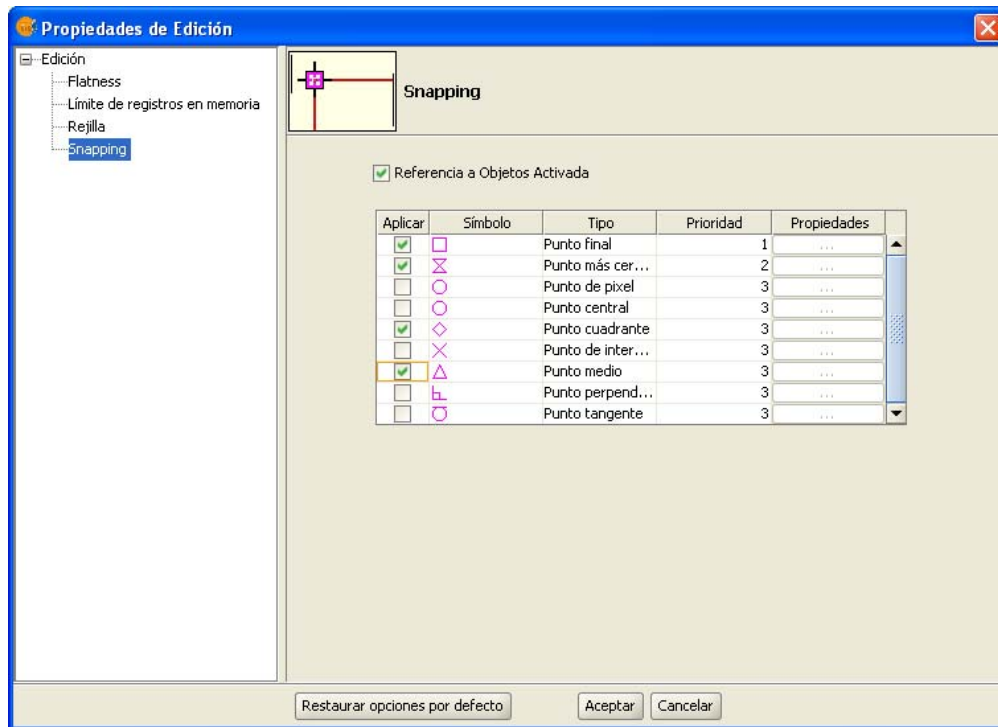 Propiedades de Edición
Edición
Flatness
Límite de registros en memoria
Rejilla
Snapping
Snapping
Referencia a Objetos Activada
Aplicar Símbolo Tipo Prioridad Propiedades
Punto final 1 ...
Punto más cer... 2 ...
Punto de pixel 3 ...
Punto central 3 ...
Punto cuadrante 3 ...
Punto de inter... 3 ...
Punto medio 3 ...
Punto perpend... 3 ...
Punto tangente 3 ...
Restaurar opciones por defecto Aceptar Cancelar